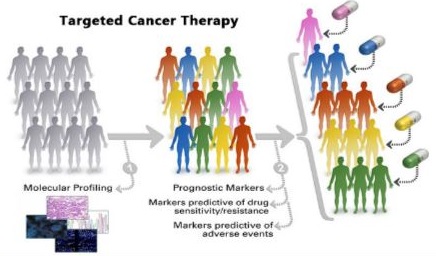 Targeted Cancer Therapy
1
2
Molecular Profiling
Prognostic Markers
Markers predictive of drug
sensitivity/resistance
Markers predictive of
adverse events